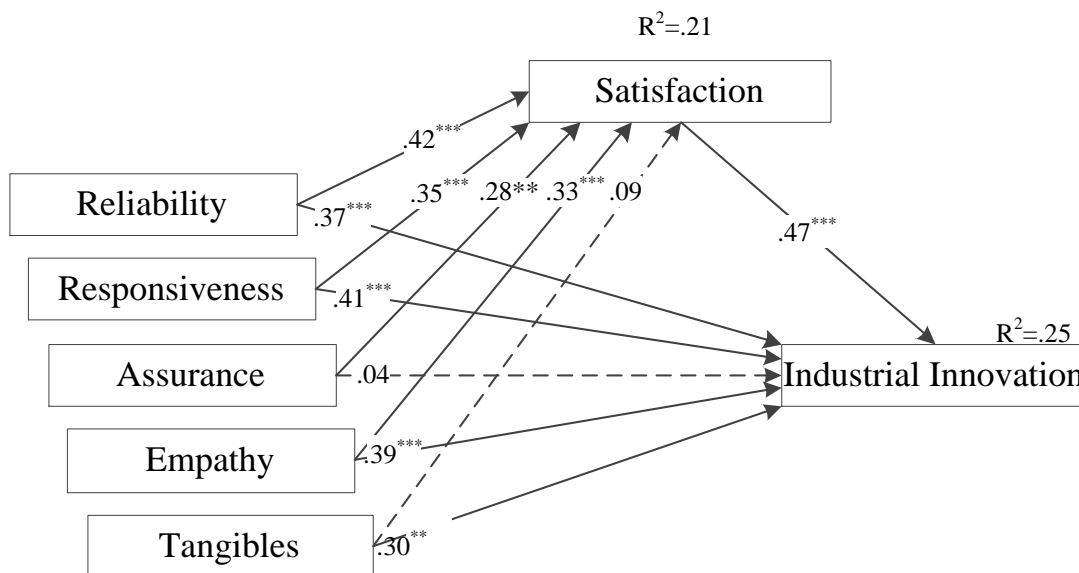 R²=.21
Satisfaction
.42***
.35*** .28** .33*** .09
Reliability
.37***
.47***
Responsiveness
.41***
R²=.25
Assurance
.04
Industrial Innovation
Empathy
.39***
Tangibles
.30**